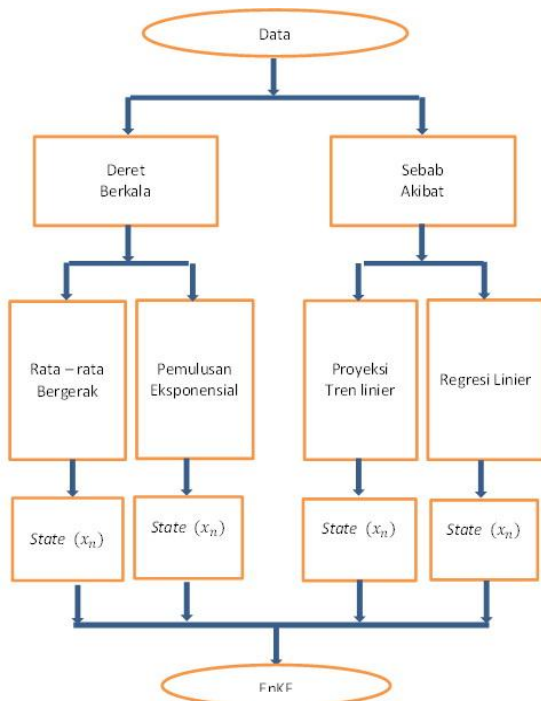 Data
Deret
Berkala
Sebab
Akibat
Rata – rata
Bergerak
Pemulusan
Eksponensial
Proyeksi
Tren linier
Regresi Linier
State (xₙ)
State (xₙ)
State (xₙ)
State (xₙ)
EnKF